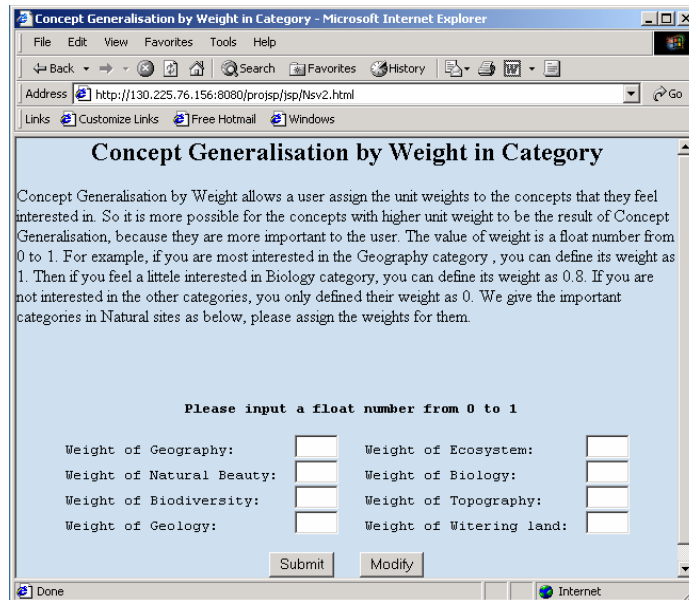 Concept Generalisation by Weight in Category - Microsoft Internet Explorer
File Edit View Favorites Tools Help
Back Search Favorites History
Address http://130.225.76.156:8080/projsp/jsp/Nsv2.html Go
Links Customize Links Free Hotmail Windows
Concept Generalisation by Weight in Category
Concept Generalisation by Weight allows a user assign the unit weights to the concepts that they feel
interested in. So it is more possible for the concepts with higher unit weight to be the result of Concept
Generalisation, because they are more important to the user. The value of weight is a float number from
0 to 1. For example, if you are most interested in the Geography category , you can define its weight as
1. Then if you feel a littele interested in Biology category, you can define its weight as 0.8. If you are
not interested in the other categories, you only defined their weight as 0. We give the important
categories in Natural sites as below, please assign the weights for them.
Please input a float number from 0 to 1
Weight of Geography: Weight of Ecosystem:
Weight of Natural Beauty: Weight of Biology:
Weight of Biodiversity: Weight of Topography:
Weight of Geology: Weight of Witering land:
Submit Modify
Done Internet